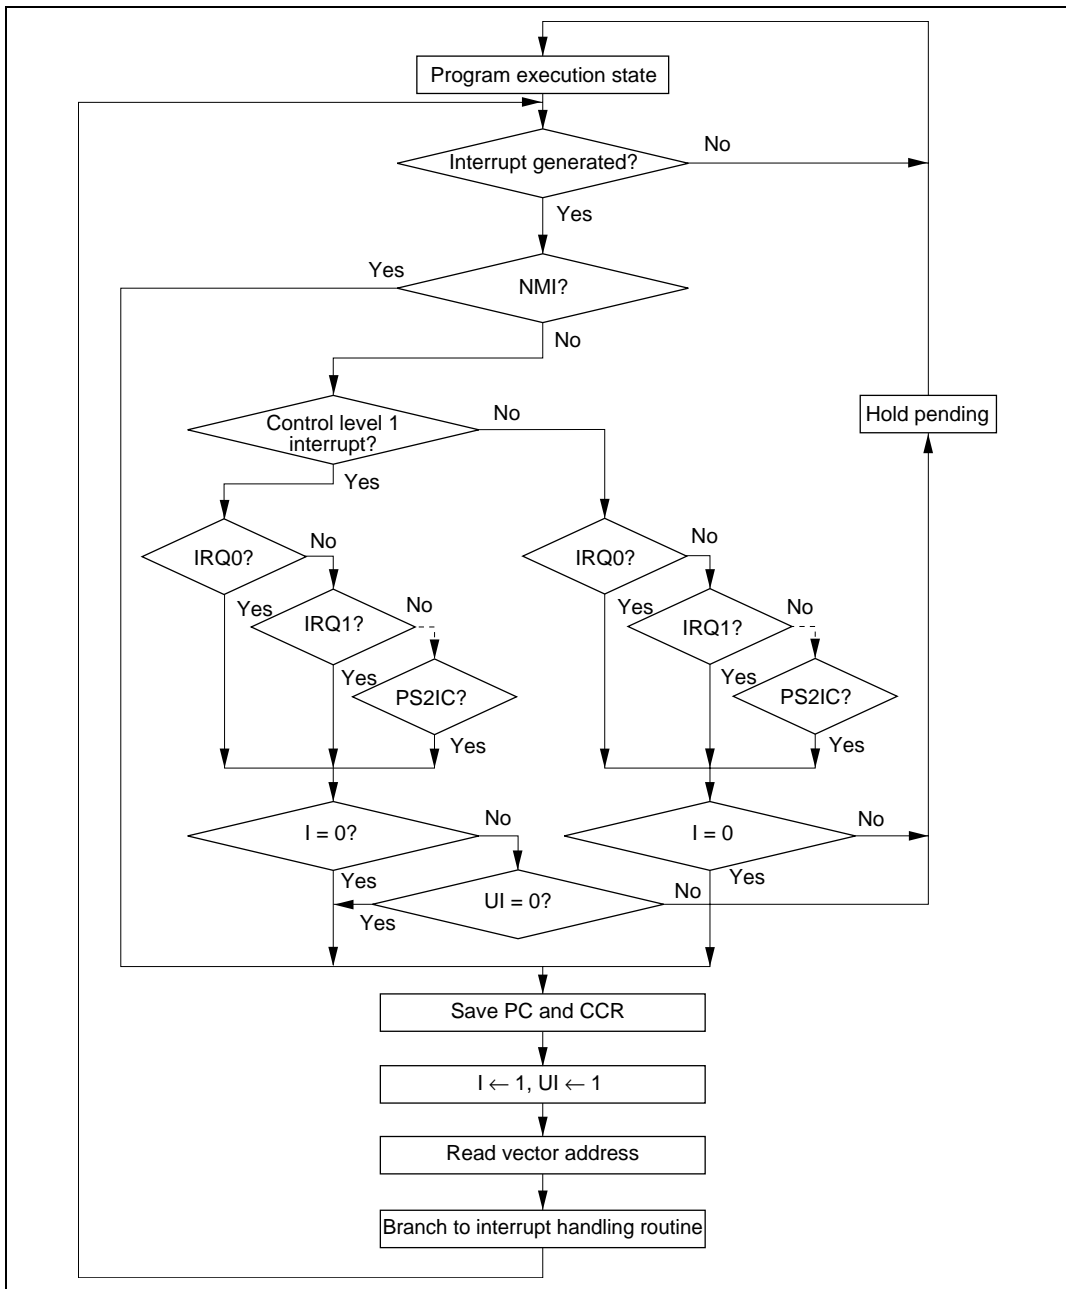 Program execution state
Interrupt generated?
No
Yes
Yes
NMI?
No
Control level 1
interrupt?
No
Hold pending
Yes
IRQ0?
No
IRQ0?
No
Yes
IRQ1?
No
Yes
IRQ1?
No
Yes
PS2IC?
Yes
PS2IC?
Yes
Yes
I = 0?
No
I = 0
No
Yes
Yes
UI = 0?
No
Yes
Save PC and CCR
I ← 1, UI ← 1
Read vector address
Branch to interrupt handling routine